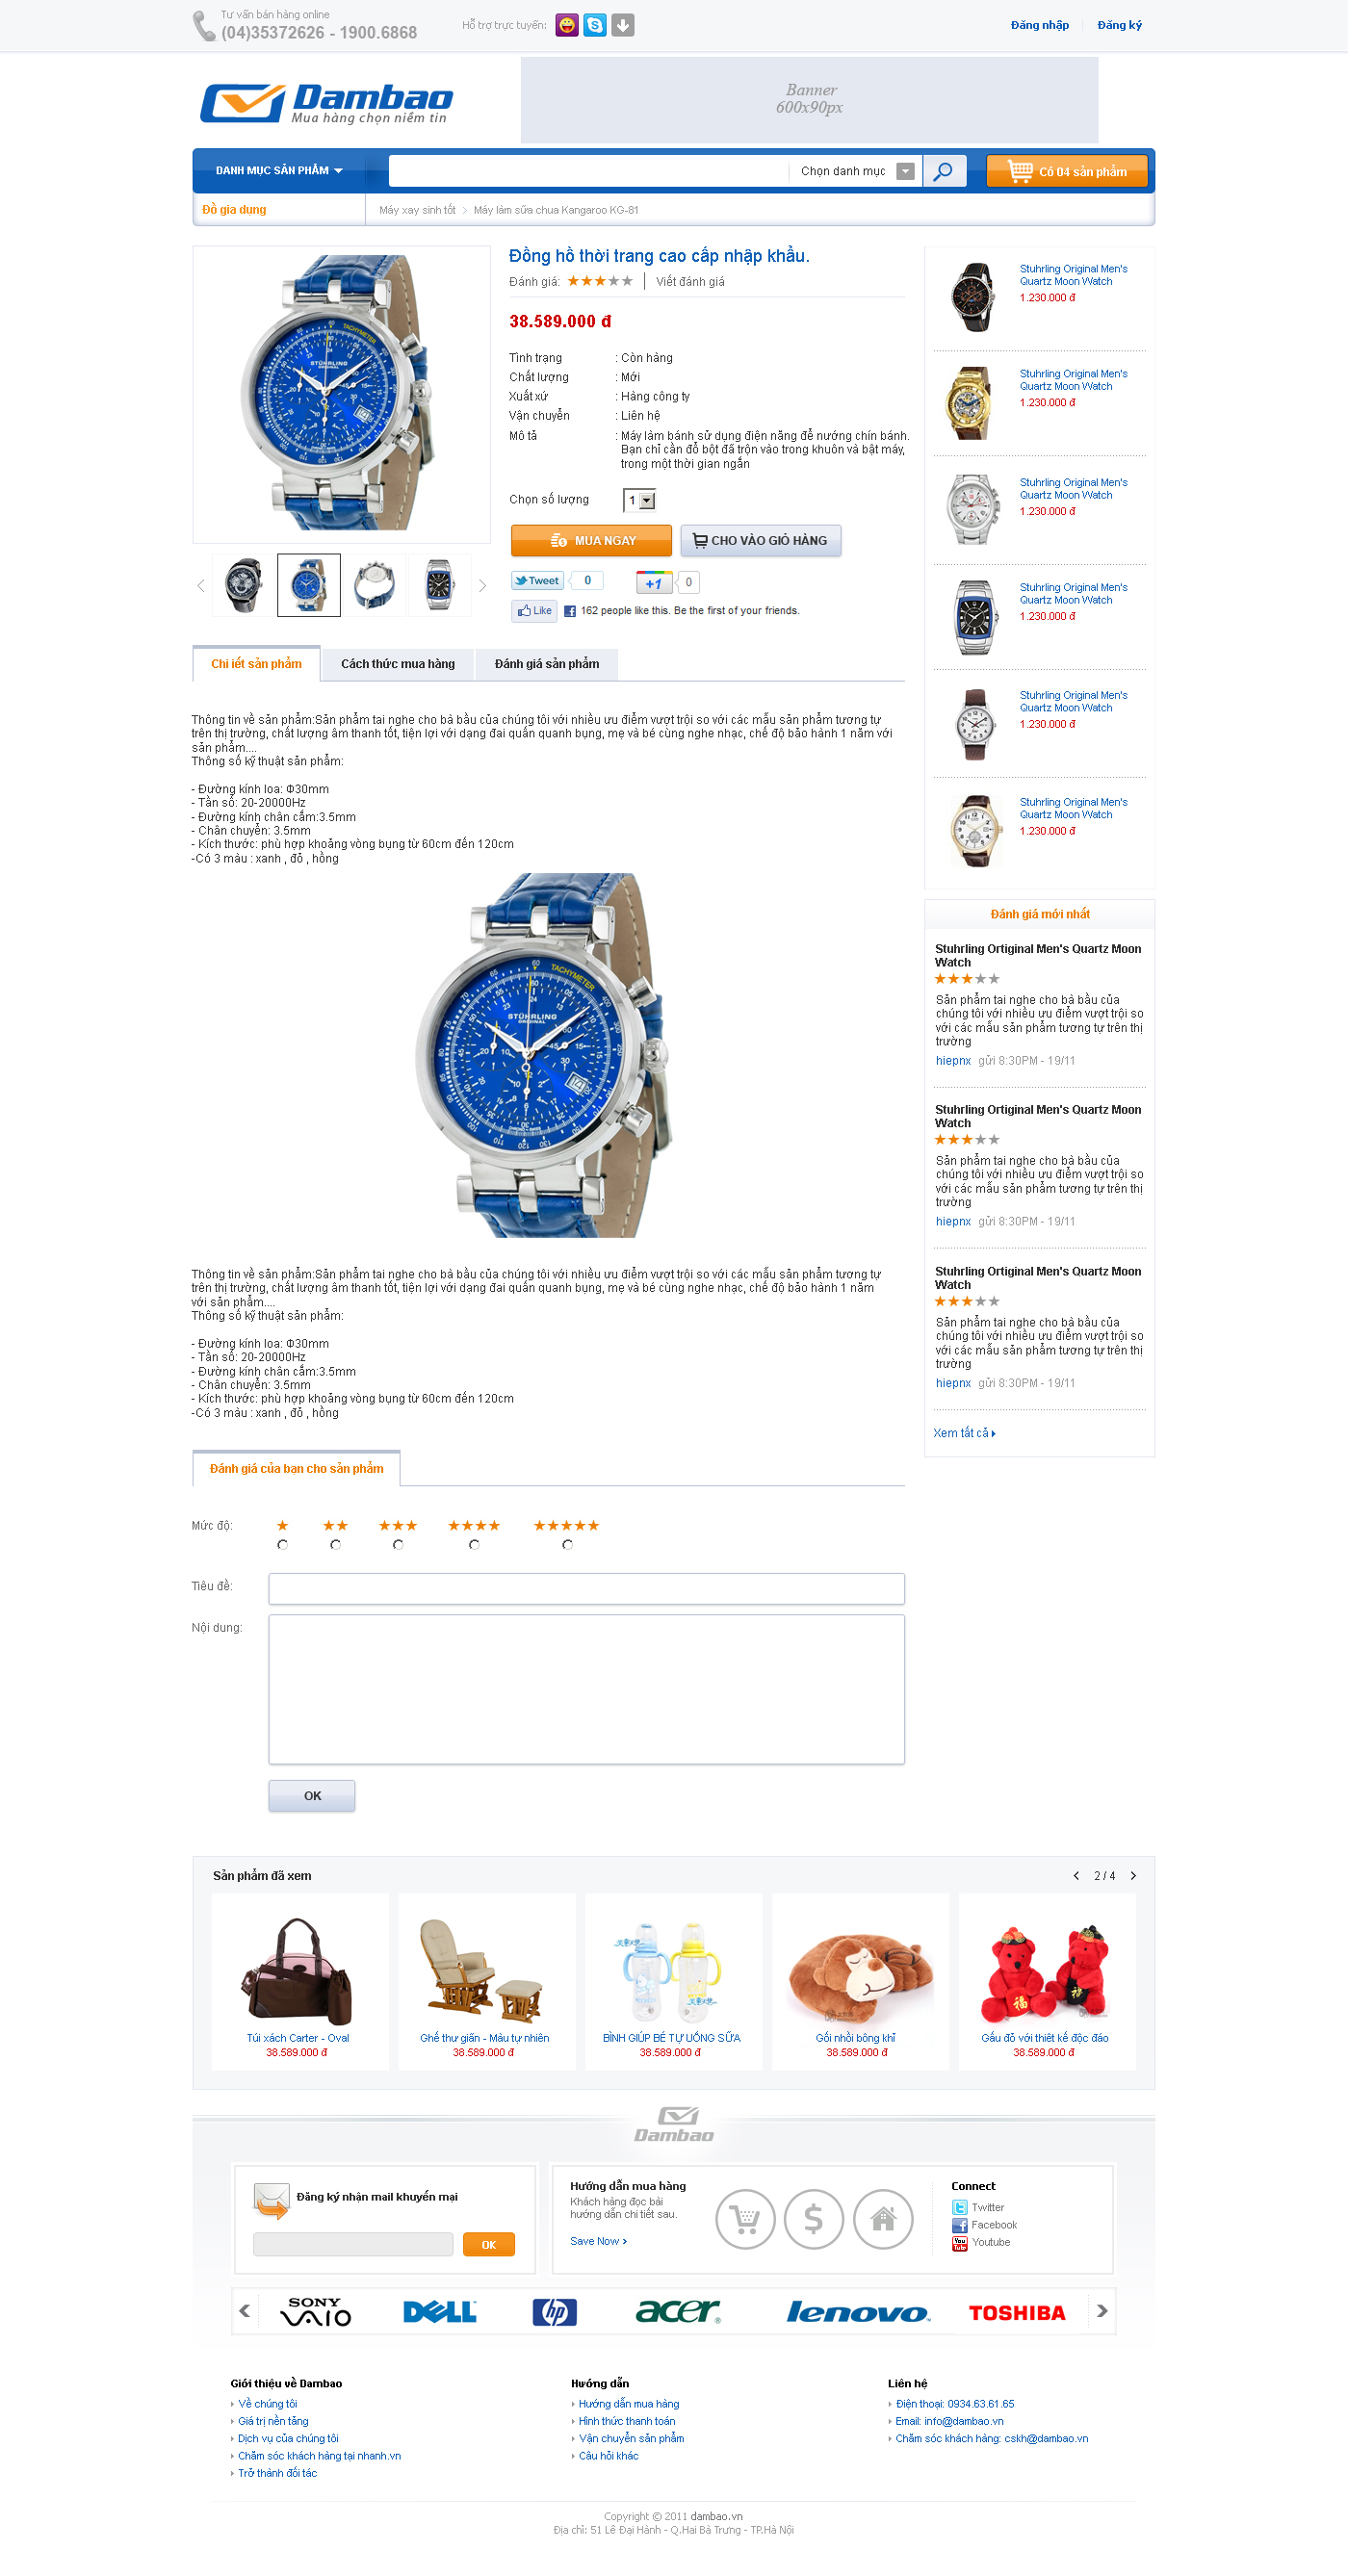 Tư vấn bán hàng online
(04)35372626 - 1900.6868
Hỗ trợ trực tuyến:
Đăng nhập
Đăng ký
Dambao
Mua hàng chọn niềm tin
Banner
600x90px
DANH MỤC SẢN PHẨM
Chọn danh mục
Có 04 sản phẩm
Đồ gia dụng
Máy xay sinh tốt > Máy làm sữa chua Kangaroo KG-81
Đồng hồ thời trang cao cấp nhập khẩu.
Đánh giá:
Viết đánh giá
38.589.000 đ
Tình trạng : Còn hàng
Chất lượng : Mới
Xuất xứ : Hàng công ty
Vận chuyển : Liên hệ
Mô tả : Máy làm bánh sử dụng điện năng để nướng chín bánh.
Bạn chỉ cần đổ bột đã trộn vào trong khuôn và bật máy,
trong một thời gian ngắn
Chọn số lượng 1
MUA NGAY
CHO VÀO GIỎ HÀNG
Tweet 0
+1 0
Like
162 people like this. Be the first of your friends.
Stuhrling Original Men's
Quartz Moon Watch
1.230.000 đ
Stuhrling Original Men's
Quartz Moon Watch
1.230.000 đ
Stuhrling Original Men's
Quartz Moon Watch
1.230.000 đ
Stuhrling Original Men's
Quartz Moon Watch
1.230.000 đ
Stuhrling Original Men's
Quartz Moon Watch
1.230.000 đ
Stuhrling Original Men's
Quartz Moon Watch
1.230.000 đ
Chi iết sản phẩm
Cách thức mua hàng
Đánh giá sản phẩm
Thông tin về sản phẩm:Sản phẩm tai nghe cho bà bầu của chúng tôi với nhiều ưu điểm vượt trội so với các mẫu sản phẩm tương tự
trên thị trường, chất lượng âm thanh tốt, tiện lợi với dạng đai quấn quanh bụng, mẹ và bé cùng nghe nhạc, chế độ bảo hành 1 năm với
sản phẩm....
Thông số kỹ thuật sản phẩm:
- Đường kính loa: Φ30mm
- Tần số: 20-20000Hz
- Đường kính chân cắm:3.5mm
- Chân chuyển: 3.5mm
- Kích thước: phù hợp khoảng vòng bụng từ 60cm đến 120cm
-Có 3 màu : xanh , đỏ , hồng
TACHYMETER
STÜHRLING
ORIGINAL
Thông tin về sản phẩm:Sản phẩm tai nghe cho bà bầu của chúng tôi với nhiều ưu điểm vượt trội so với các mẫu sản phẩm tương tự
trên thị trường, chất lượng âm thanh tốt, tiện lợi với dạng đai quấn quanh bụng, mẹ và bé cùng nghe nhạc, chế độ bảo hành 1 năm
với sản phẩm....
Thông số kỹ thuật sản phẩm:
- Đường kính loa: Φ30mm
- Tần số: 20-20000Hz
- Đường kính chân cắm:3.5mm
- Chân chuyển: 3.5mm
- Kích thước: phù hợp khoảng vòng bụng từ 60cm đến 120cm
-Có 3 màu : xanh , đỏ , hồng
Đánh giá mới nhất
Stuhrling Ortiginal Men's Quartz Moon
Watch
Sản phẩm tai nghe cho bà bầu của
chúng tôi với nhiều ưu điểm vượt trội so
với các mẫu sản phẩm tương tự trên thị
trường
hiepnx gửi 8:30PM - 19/11
Stuhrling Ortiginal Men's Quartz Moon
Watch
Sản phẩm tai nghe cho bà bầu của
chúng tôi với nhiều ưu điểm vượt trội so
với các mẫu sản phẩm tương tự trên thị
trường
hiepnx gửi 8:30PM - 19/11
Stuhrling Ortiginal Men's Quartz Moon
Watch
Sản phẩm tai nghe cho bà bầu của
chúng tôi với nhiều ưu điểm vượt trội so
với các mẫu sản phẩm tương tự trên thị
trường
hiepnx gửi 8:30PM - 19/11
Xem tất cả
Đánh giá của bạn cho sản phẩm
Mức độ:
Tiêu đề:
Nội dung:
OK
Sản phẩm đã xem
2 / 4
Túi xách Carter - Oval
38.589.000 đ
Ghế thư giãn - Màu tự nhiên
38.589.000 đ
BÌNH GIÚP BÉ TỰ UỐNG SỮA
38.589.000 đ
Gối nhồi bông khỉ
38.589.000 đ
Gấu đỏ với thiết kế độc đáo
38.589.000 đ
Dambao
Đăng ký nhận mail khuyến mại
OK
Hướng dẫn mua hàng
Khách hàng đọc bài
hướng dẫn chi tiết sau.
Save Now
Connect
Twitter
Facebook
Youtube
SONY
VAIO
DELL
hp
acer
lenovo
TOSHIBA
Giới thiệu về Dambao
Về chúng tôi
Giá trị nền tảng
Dịch vụ của chúng tôi
Chăm sóc khách hàng tại nhanh.vn
Trở thành đối tác
Hướng dẫn
Hướng dẫn mua hàng
Hình thức thanh toán
Vận chuyển sản phẩm
Câu hỏi khác
Liên hệ
Điện thoại: 0934.63.61.65
Email: info@dambao.vn
Chăm sóc khách hàng: cskh@dambao.vn
Copyright © 2011 dambao.vn
Địa chỉ: 51 Lê Đại Hành - Q.Hai Bà Trưng - TP.Hà Nội